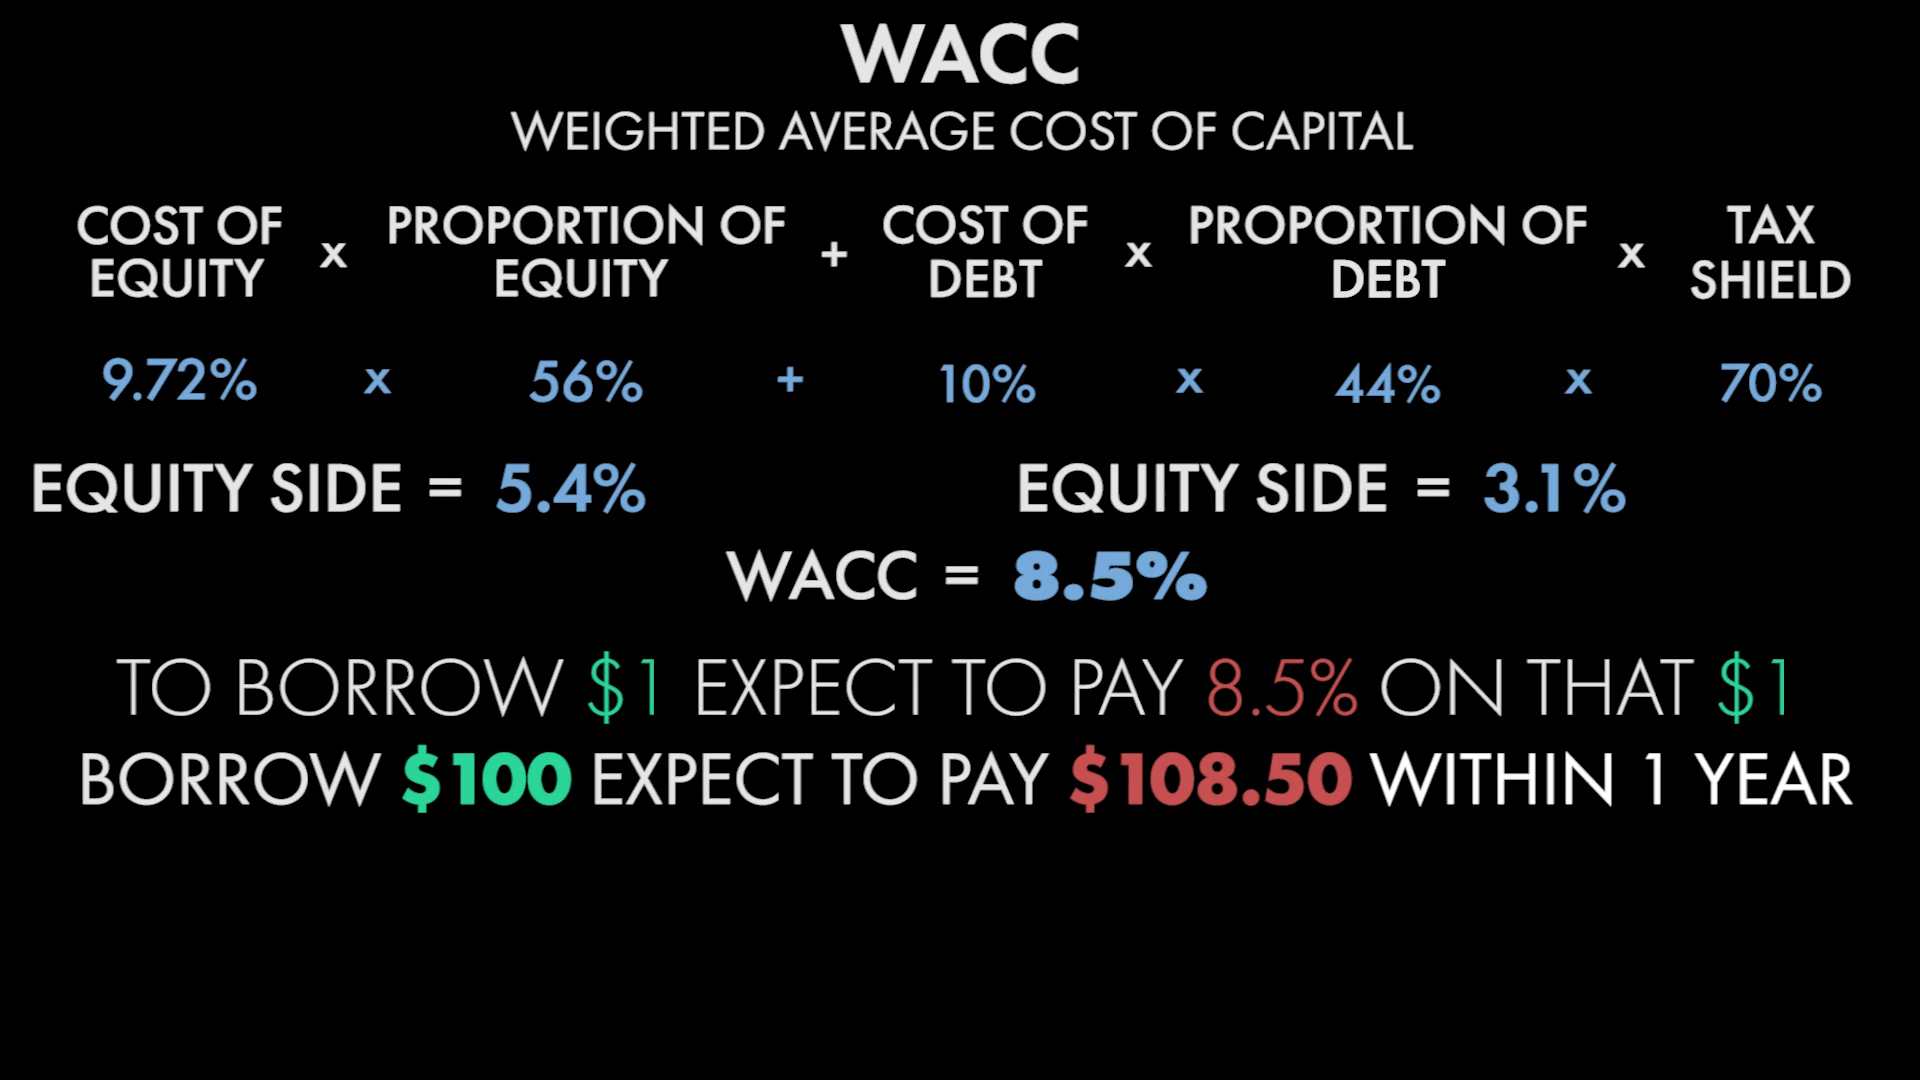 WACC
WEIGHTED AVERAGE COST OF CAPITAL
COST OF EQUITY x PROPORTION OF EQUITY + COST OF DEBT x PROPORTION OF DEBT x TAX SHIELD
9.72% x 56% + 10% x 44% x 70%
EQUITY SIDE = 5.4% EQUITY SIDE = 3.1%
WACC = 8.5%
TO BORROW $1 EXPECT TO PAY 8.5% ON THAT $1
BORROW $100 EXPECT TO PAY $108.50 WITHIN 1 YEAR